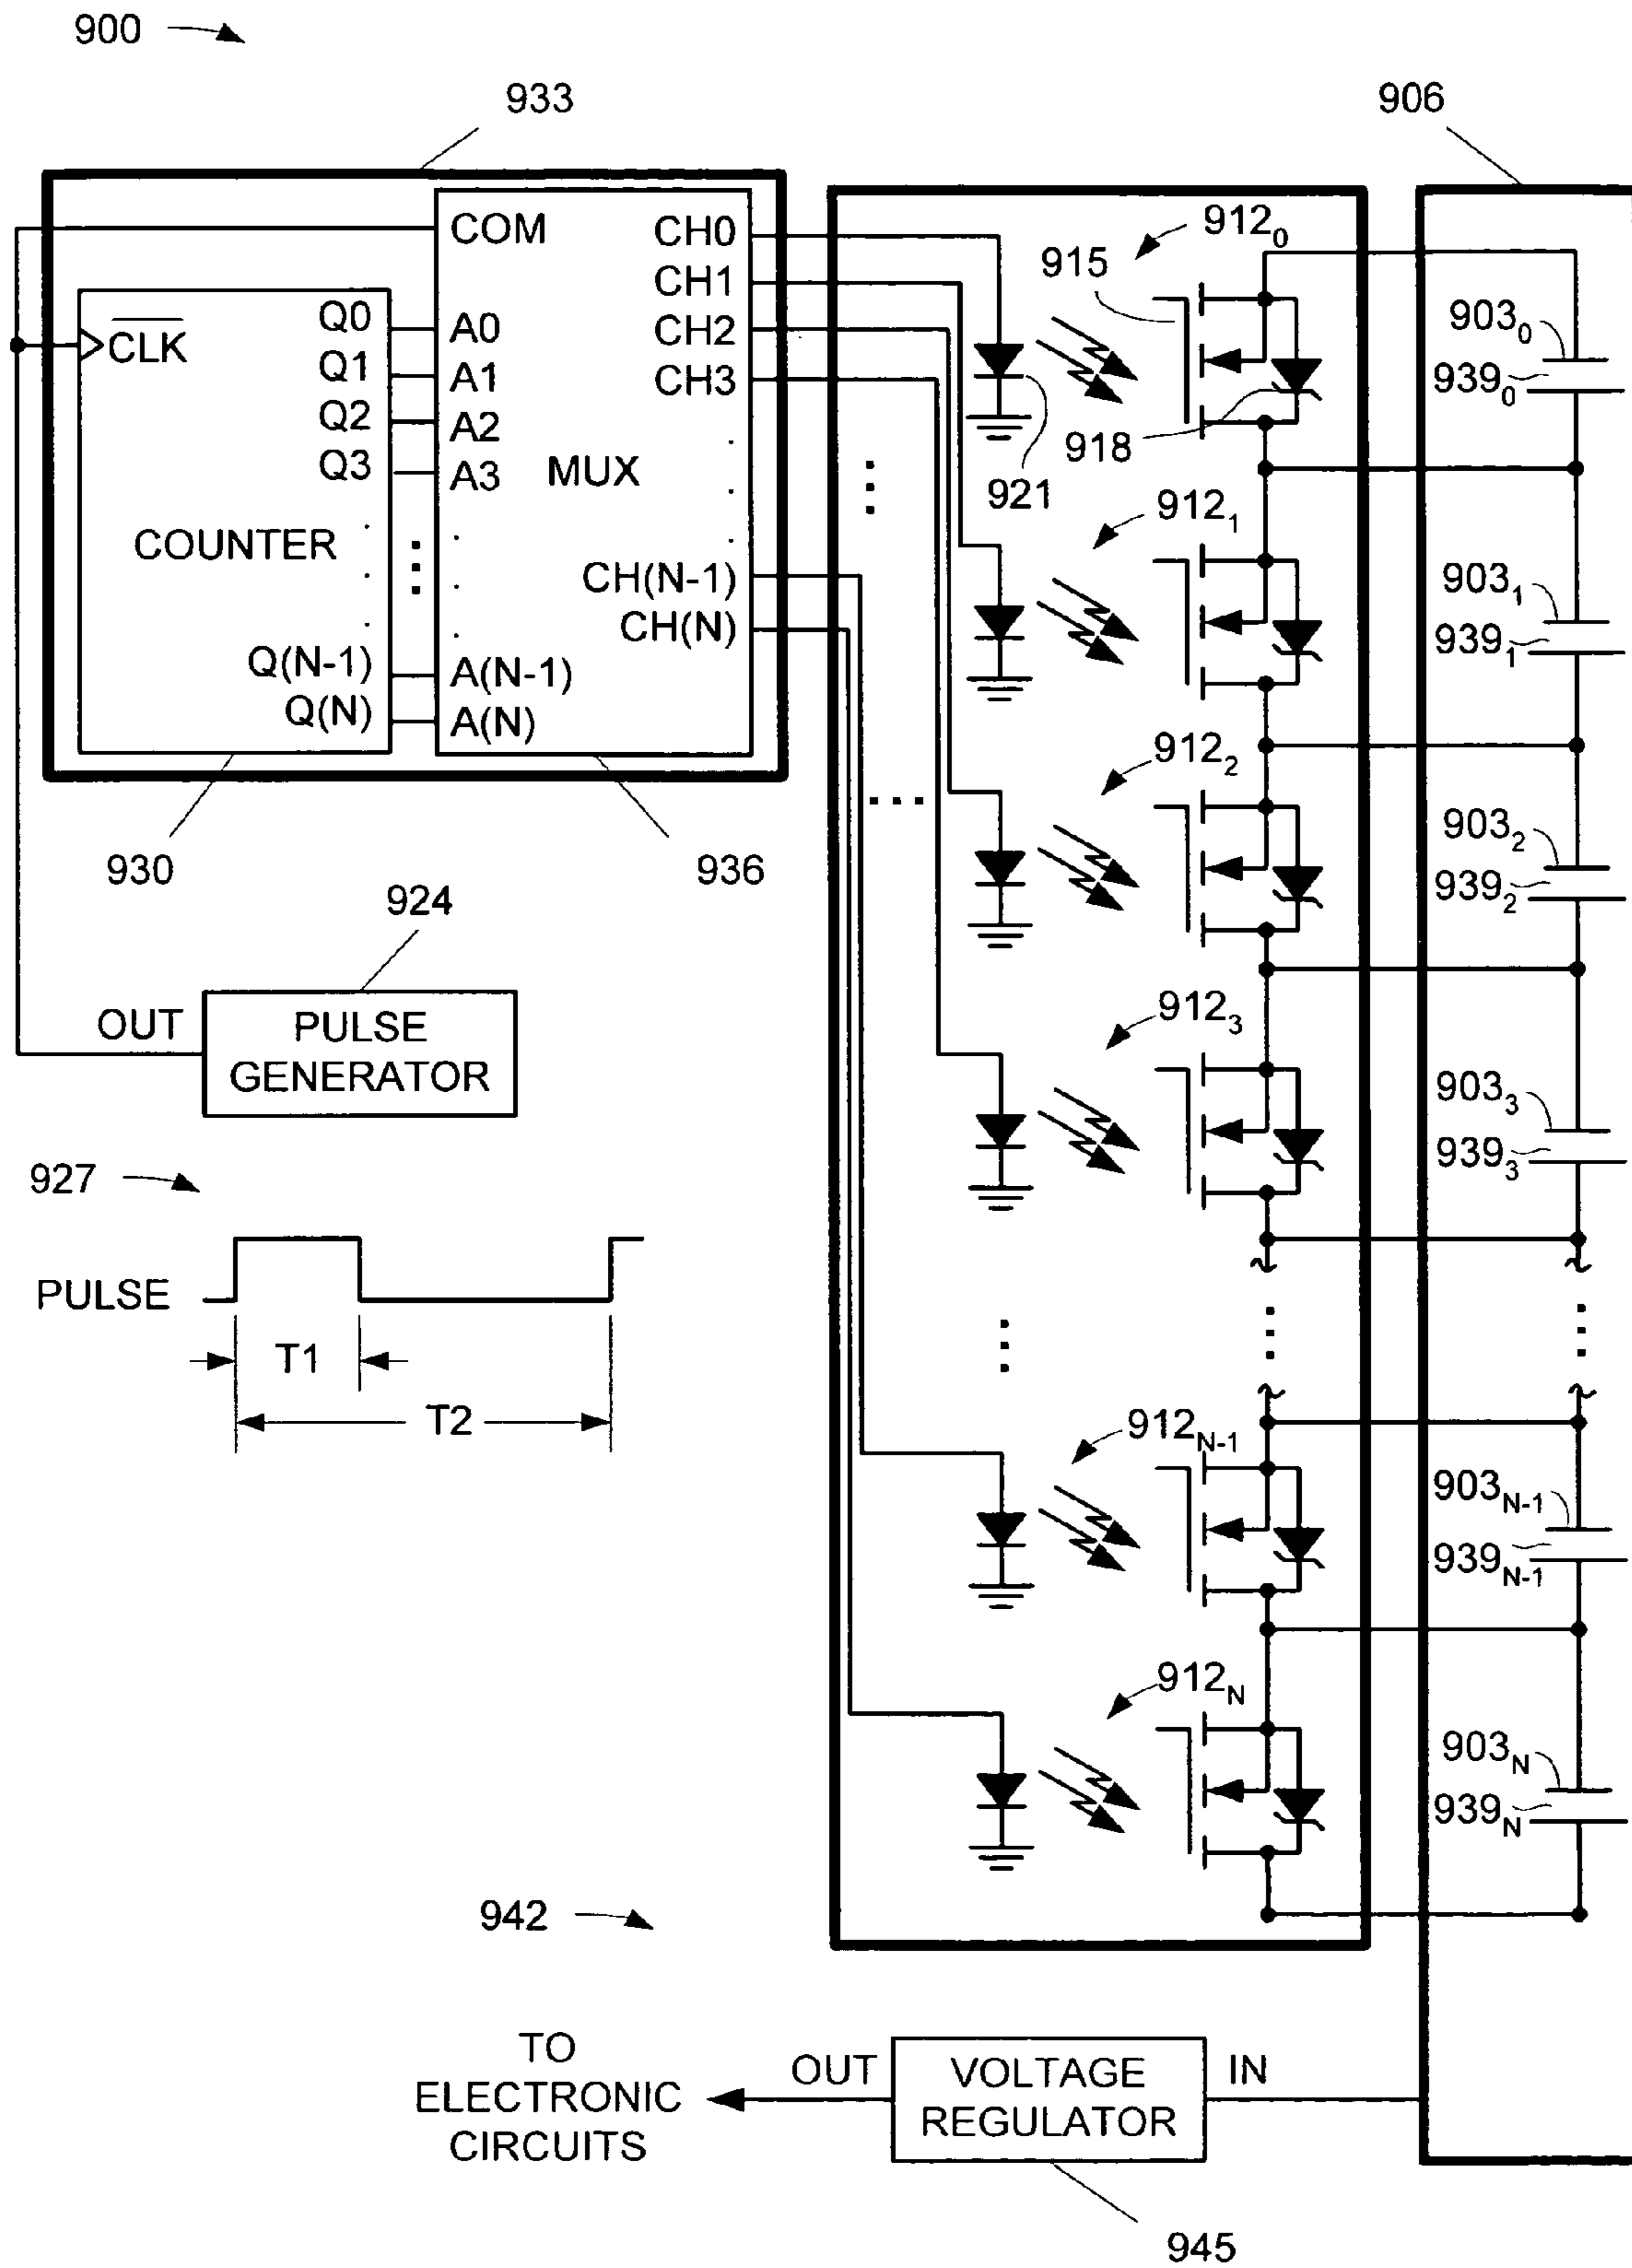 900
933
906
COM
CH0
CH1
CH2
CH3
CLK
Q0
Q1
Q2
Q3
A0
A1
A2
A3
MUX
COUNTER
CH(N-1)
CH(N)
Q(N-1)
Q(N)
A(N-1)
A(N)
930
936
924
OUT
PULSE
GENERATOR
927
PULSE
T1
T2
912₀
915
918
921
903₀
939₀
912₁
903₁
939₁
912₂
903₂
939₂
912₃
903₃
939₃
912N-1
903N-1
939N-1
912N
903N
939N
942
TO
ELECTRONIC
CIRCUITS
OUT
VOLTAGE
REGULATOR
IN
945